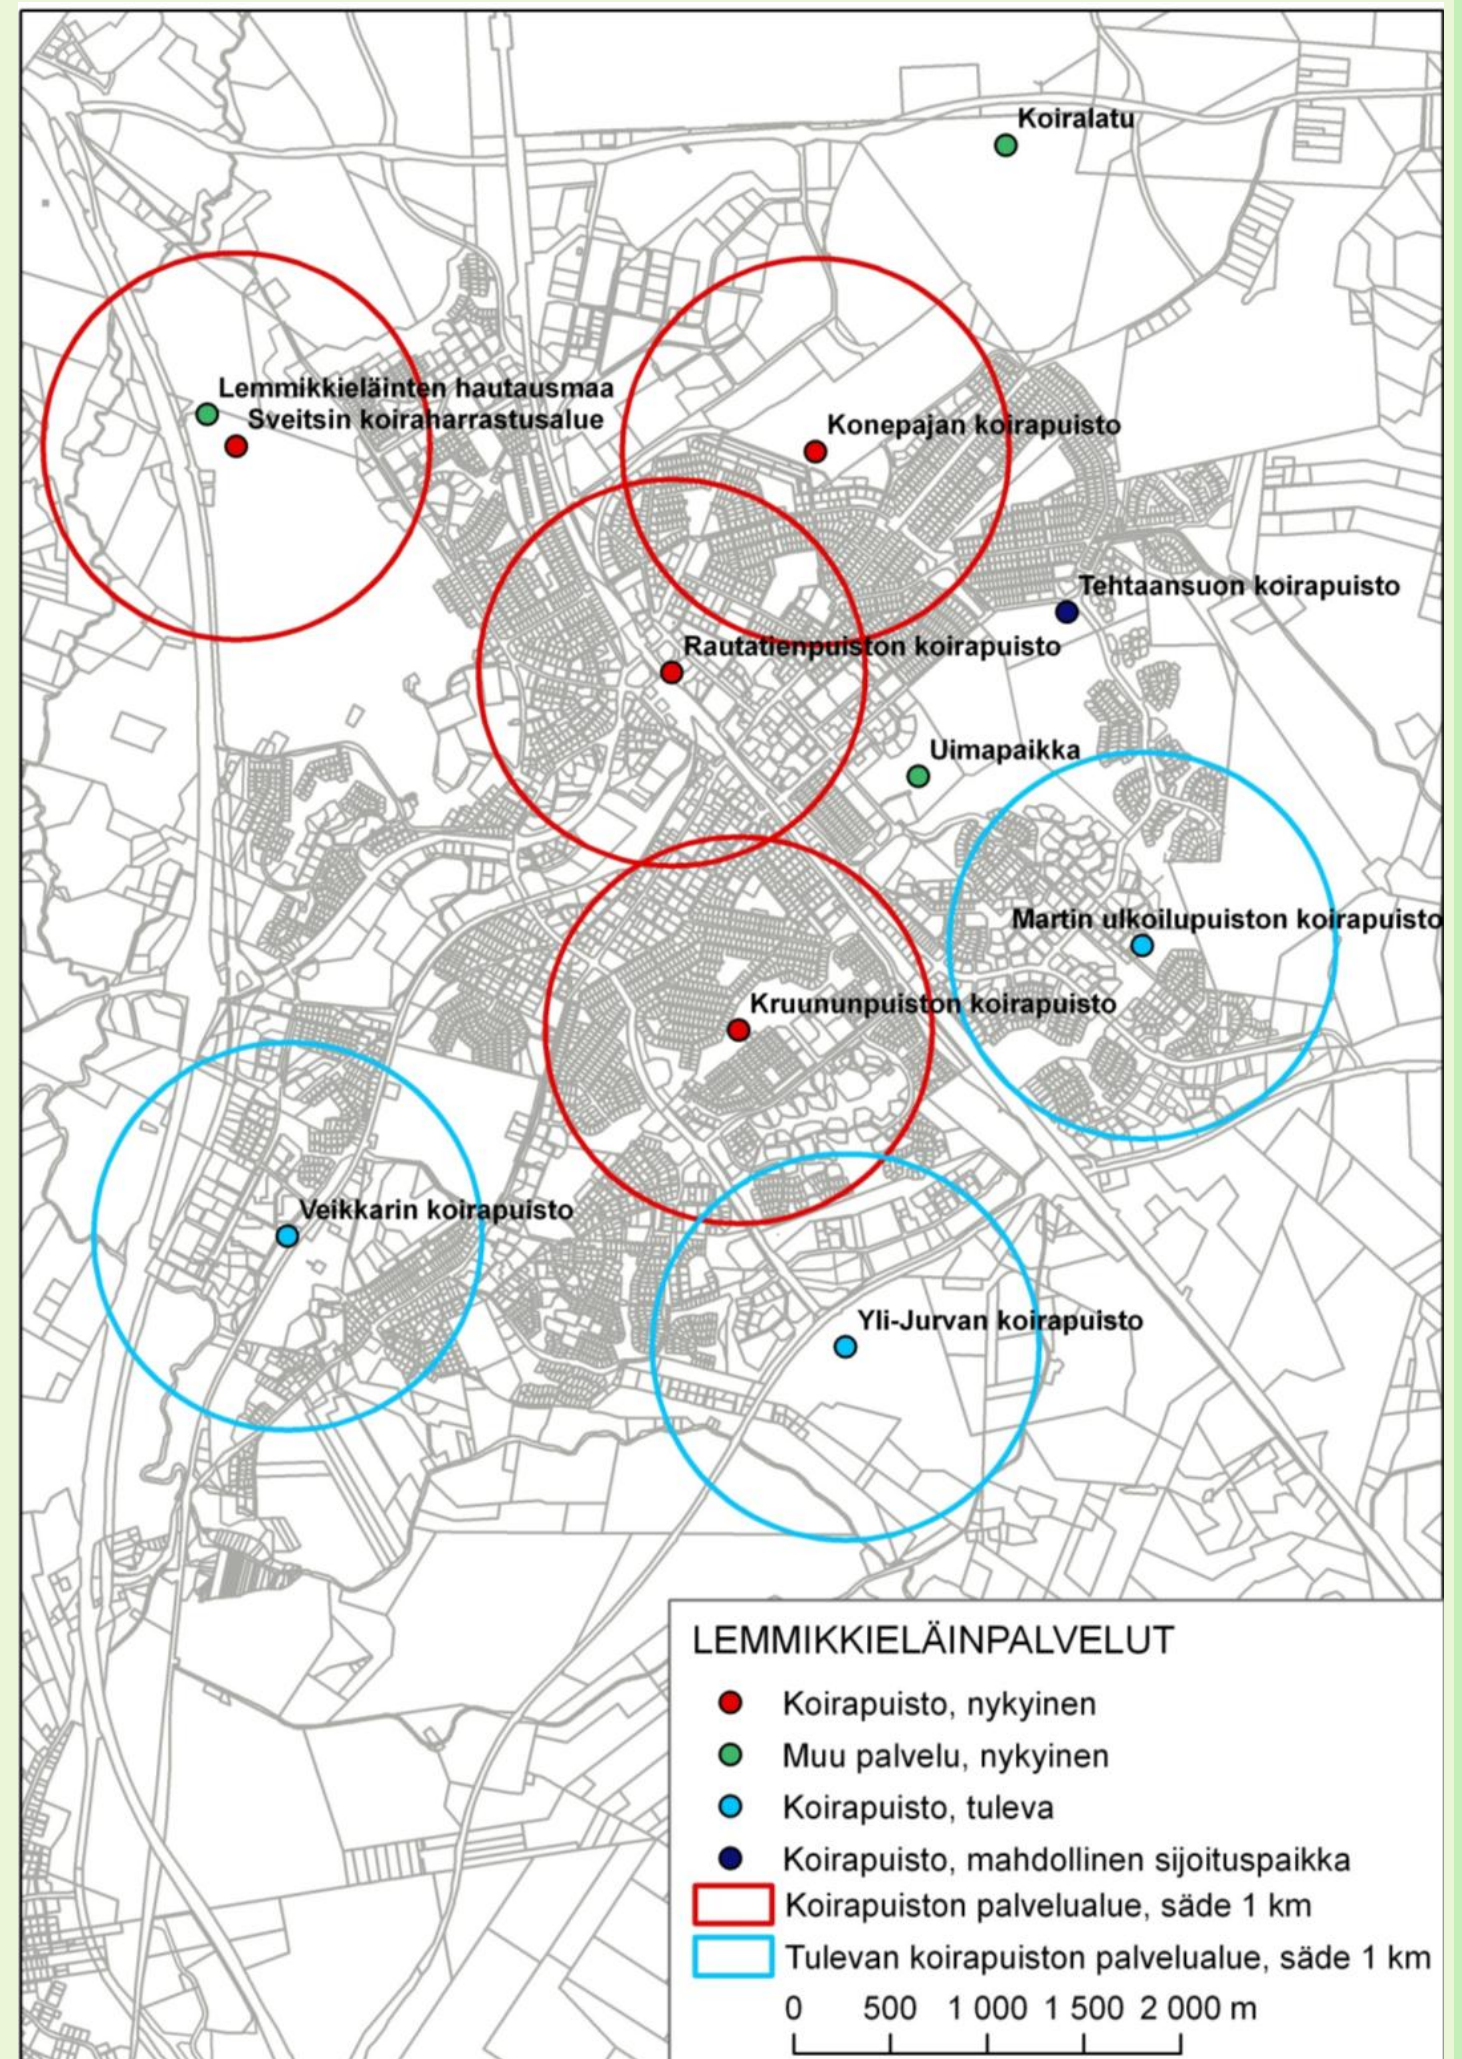 Koiralatu
Lemmikkieläinten hautausmaa
Sveitsin koiraharrastusalue
Konepajan koirapuisto
Tehtaansuon koirapuisto
Rautatienpuiston koirapuisto
Uimapaikka
Martin ulkoilupuiston koirapuisto
Kruununpuiston koirapuisto
Veikkarin koirapuisto
Yli-Jurvan koirapuisto
LEMMIKKIELÄINPALVELUT
Koirapuisto, nykyinen
Muu palvelu, nykyinen
Koirapuisto, tuleva
Koirapuisto, mahdollinen sijoituspaikka
Koirapuiston palvelualue, säde 1 km
Tulevan koirapuiston palvelualue, säde 1 km
0 500 1 000 1 500 2 000 m